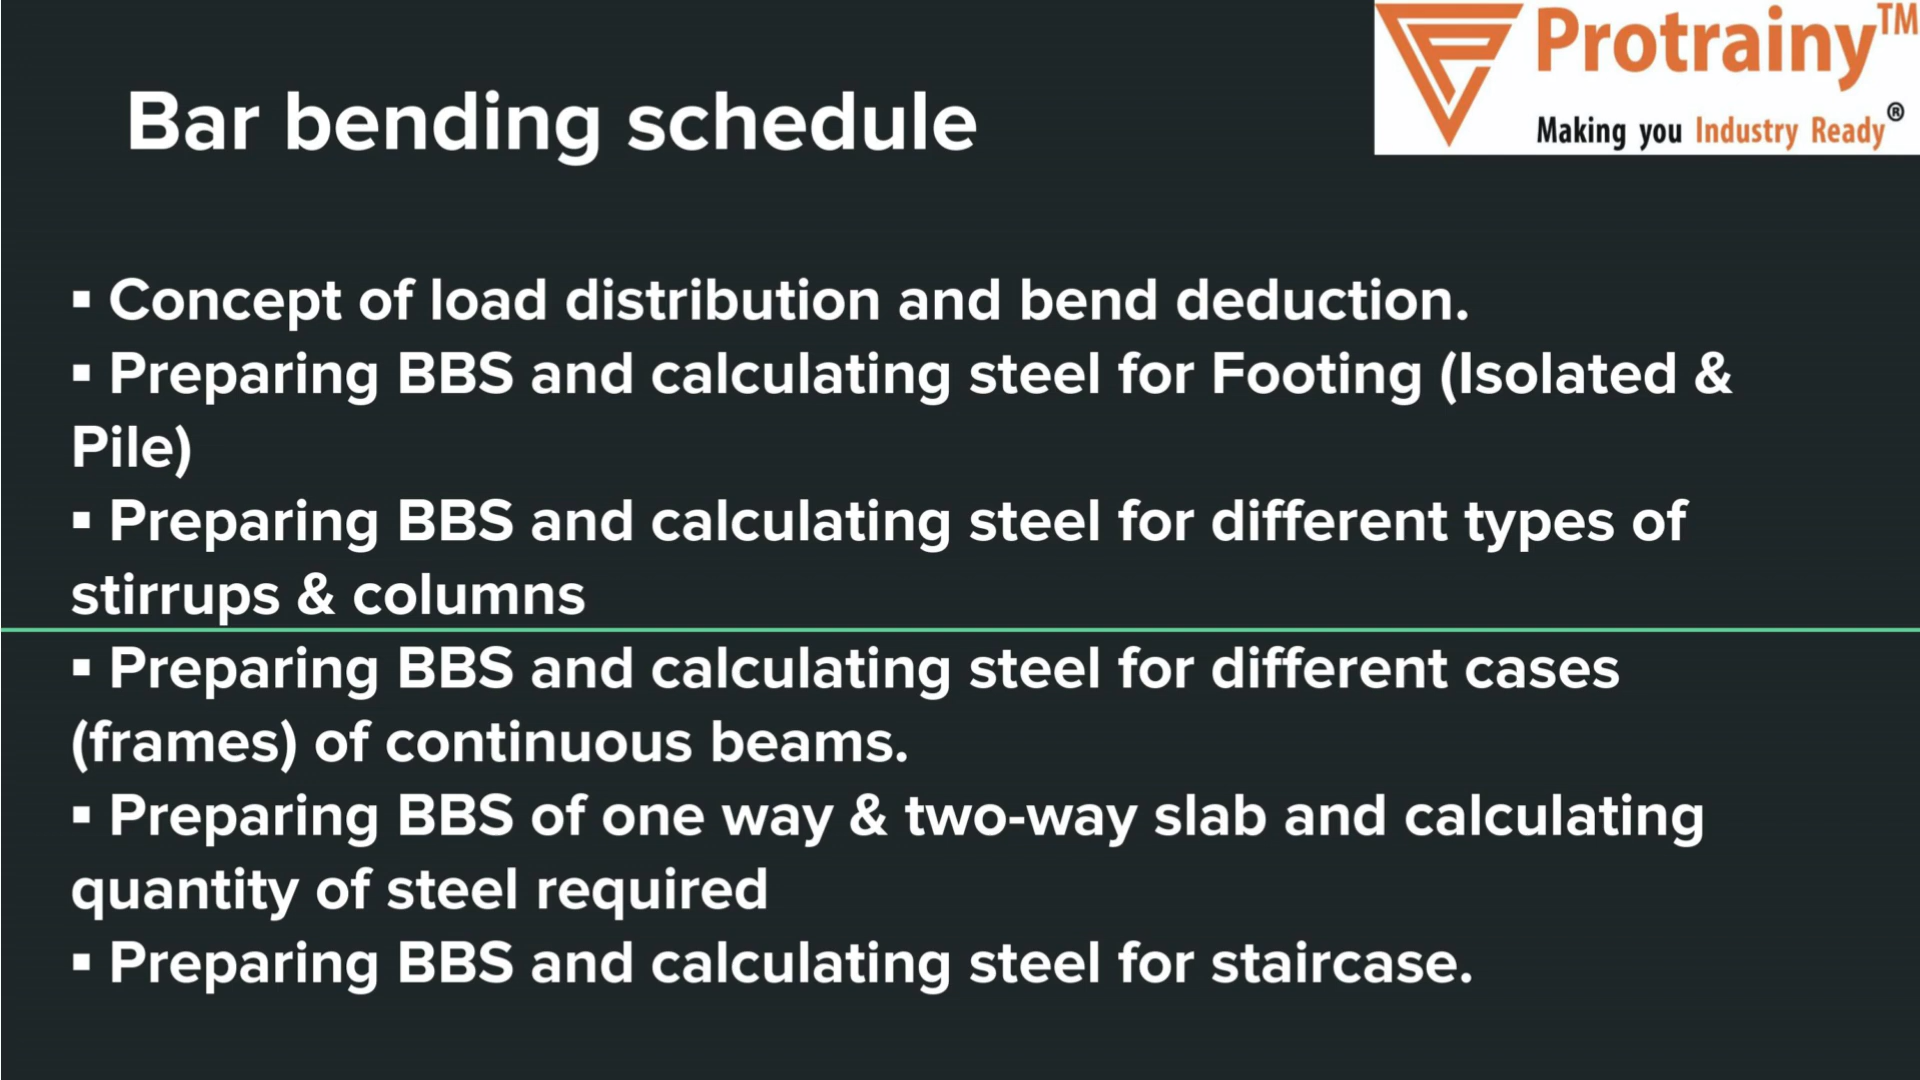 Protrainy™
Making you Industry Ready®
Bar bending schedule
▪ Concept of load distribution and bend deduction.
▪ Preparing BBS and calculating steel for Footing (Isolated &
Pile)
▪ Preparing BBS and calculating steel for different types of
stirrups & columns
▪ Preparing BBS and calculating steel for different cases
(frames) of continuous beams.
▪ Preparing BBS of one way & two-way slab and calculating
quantity of steel required
▪ Preparing BBS and calculating steel for staircase.